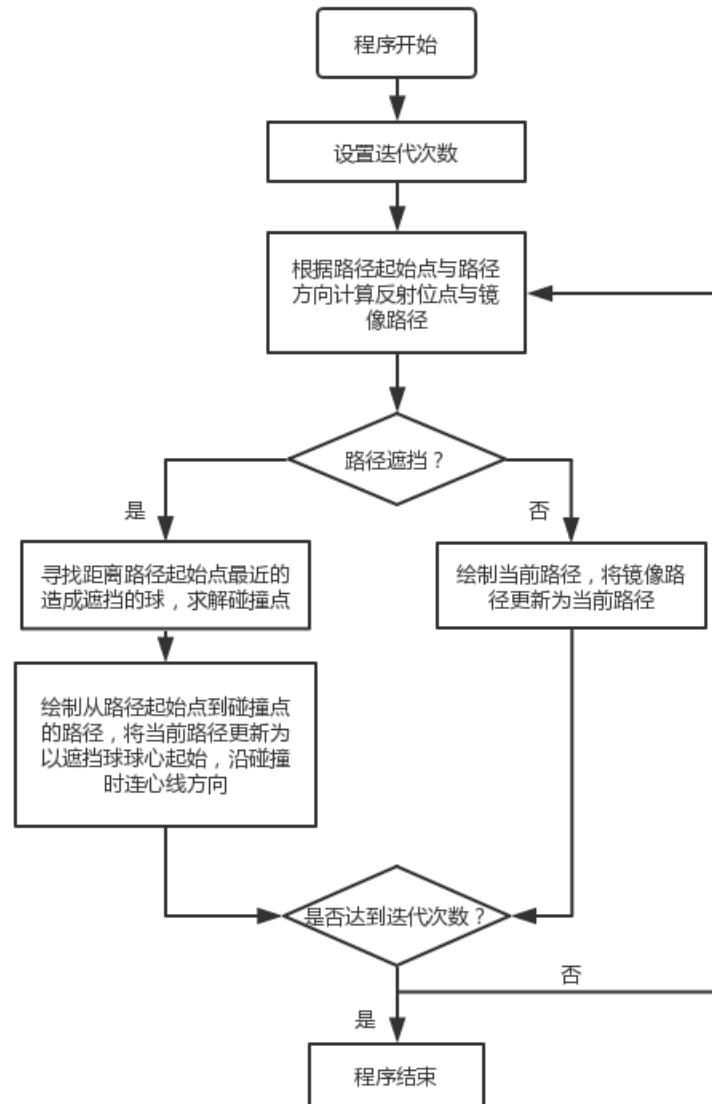 程序开始
设置迭代次数
根据路径起始点与路径
方向计算反射位点与镜
像路径
路径遮挡？
是
否
寻找距离路径起始点最近的
造成遮挡的球，求解碰撞点
绘制当前路径，将镜像路
径更新为当前路径
绘制从路径起始点到碰撞点
的路径，将当前路径更新为
以遮挡球球心起始，沿碰撞
时连心线方向
是否达到迭代次数？
否
是
程序结束